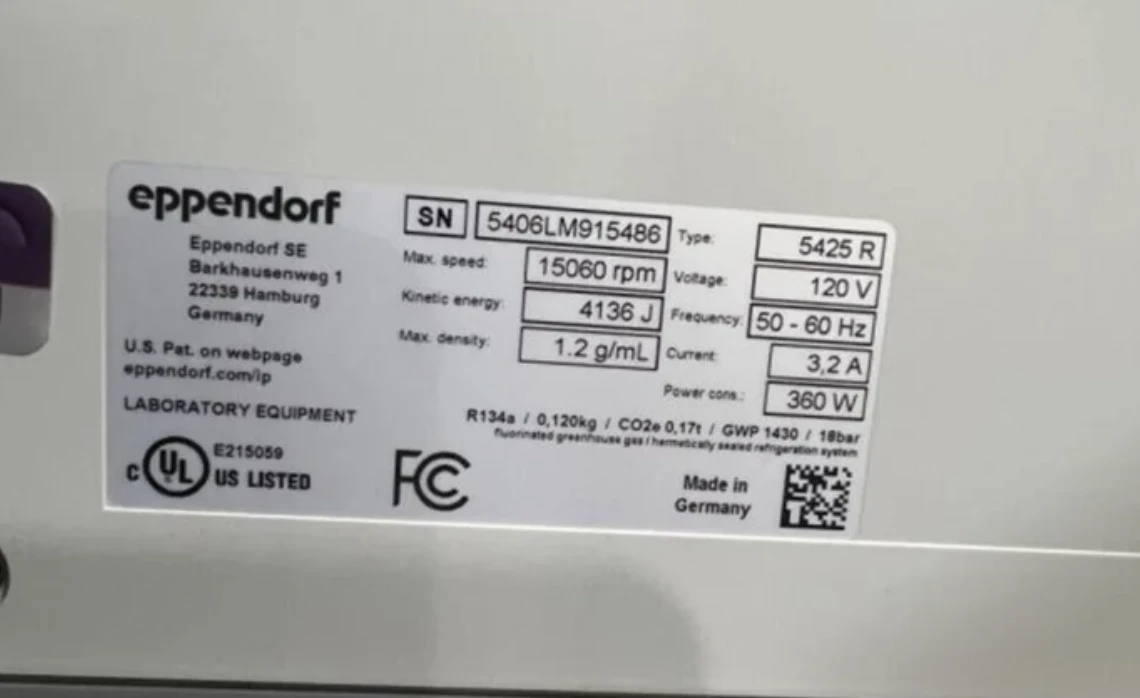 eppendorf
Eppendorf SE
Barkhausenweg 1
22339 Hamburg
Germany
U.S. Pat. on webpage
eppendorf.com/ip
LABORATORY EQUIPMENT
SN 5406LM915486 Type: 5425 R
Max. speed: 15060 rpm Voltage: 120 V
Kinetic energy: 4136 J Frequency: 50 - 60 Hz
Max. density: 1.2 g/mL Current: 3,2 A
Power cons.: 360 W
R134a / 0,120kg / CO2e 0,17t / GWP 1430 / 18bar
fluorinated greenhouse gas / hermetically sealed refrigeration system
C UL E215059
US LISTED
FC
Made in
Germany